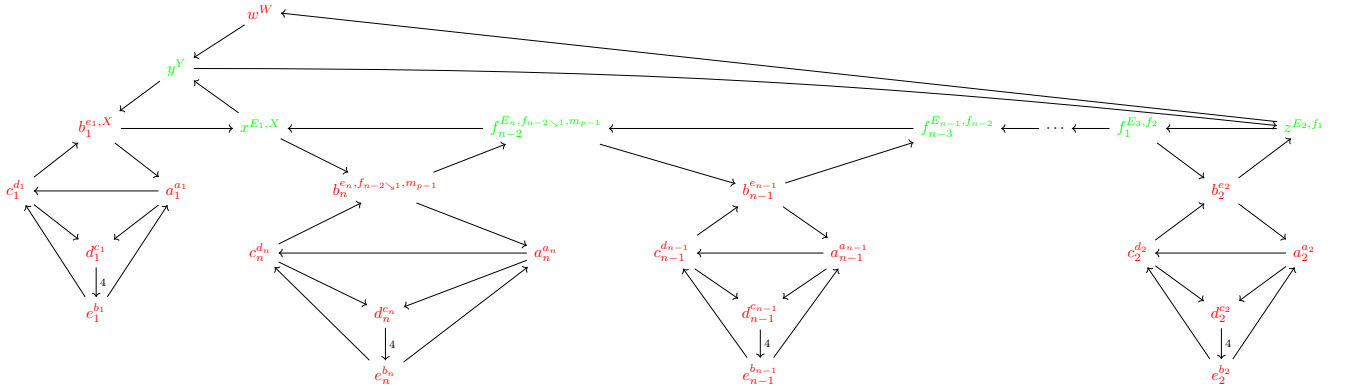 w^W
y^Y
b_1^{e_1,X} x^{E_1,X} f_{n-2}^{E_n,f_{n-2}↘1,m_{p-1}} f_{n-3}^{E_{n-1},f_{n-2}} ⋯ f_1^{E_3,f_2} z^{E_2,f_1}
c_1^{d_1} a_1^{a_1} b_n^{e_n,f_{n-2}↘1,m_{p-1}} b_{n-1}^{e_{n-1}} b_2^{e_2}
d_1^{c_1} c_n^{d_n} a_n^{a_n} c_{n-1}^{d_{n-1}} a_{n-1}^{a_{n-1}} c_2^{d_2} a_2^{a_2}
4
e_1^{b_1} d_n^{e_n} d_{n-1}^{c_{n-1}} d_2^{c_2}
4 4 4
e_n^{b_n} e_{n-1}^{b_{n-1}} e_2^{b_2}